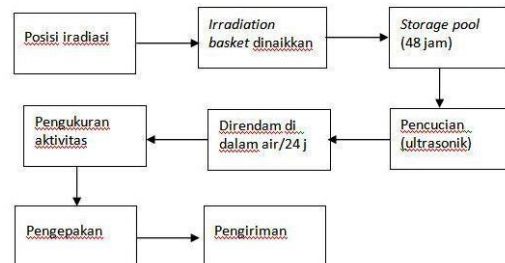 Posisi iradiasi
Irradiation
basket dinaikkan
Storage pool
(48 jam)
Pencucian
(ultrasonik)
Direndam di
dalam air/24 j
Pengukuran
aktivitas
Pengepakan
Pengiriman